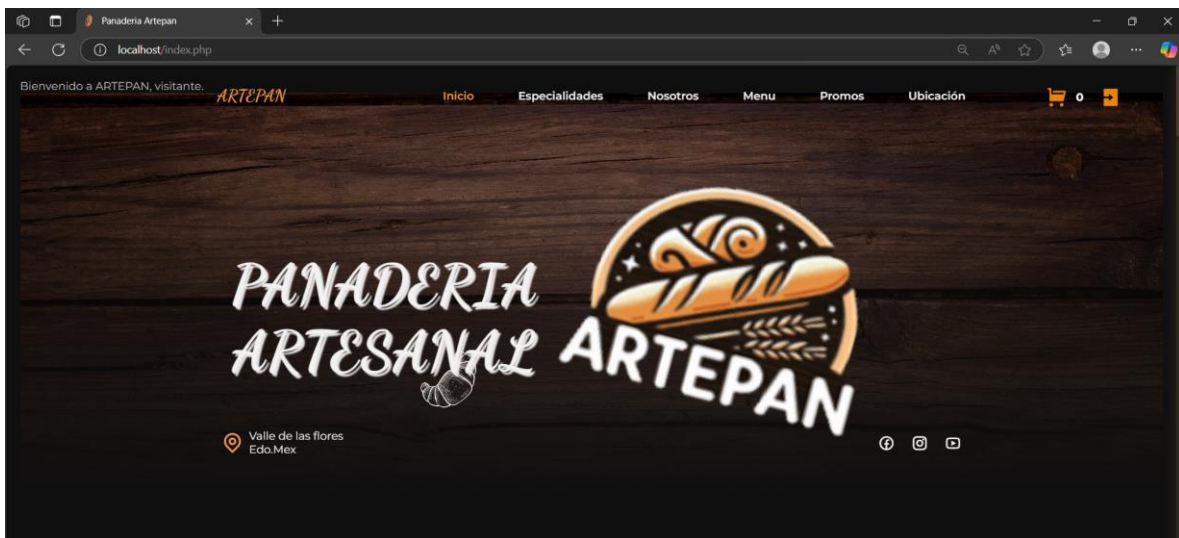 Panaderia Artepan
localhost/index.php
Bienvenido a ARTEPAN, visitante.
ARTEPAN Inicio Especialidades Nosotros Menu Promos Ubicación 0
PANADERIA
ARTESANAL
ARTEPAN
Valle de las flores
Edo.Mex